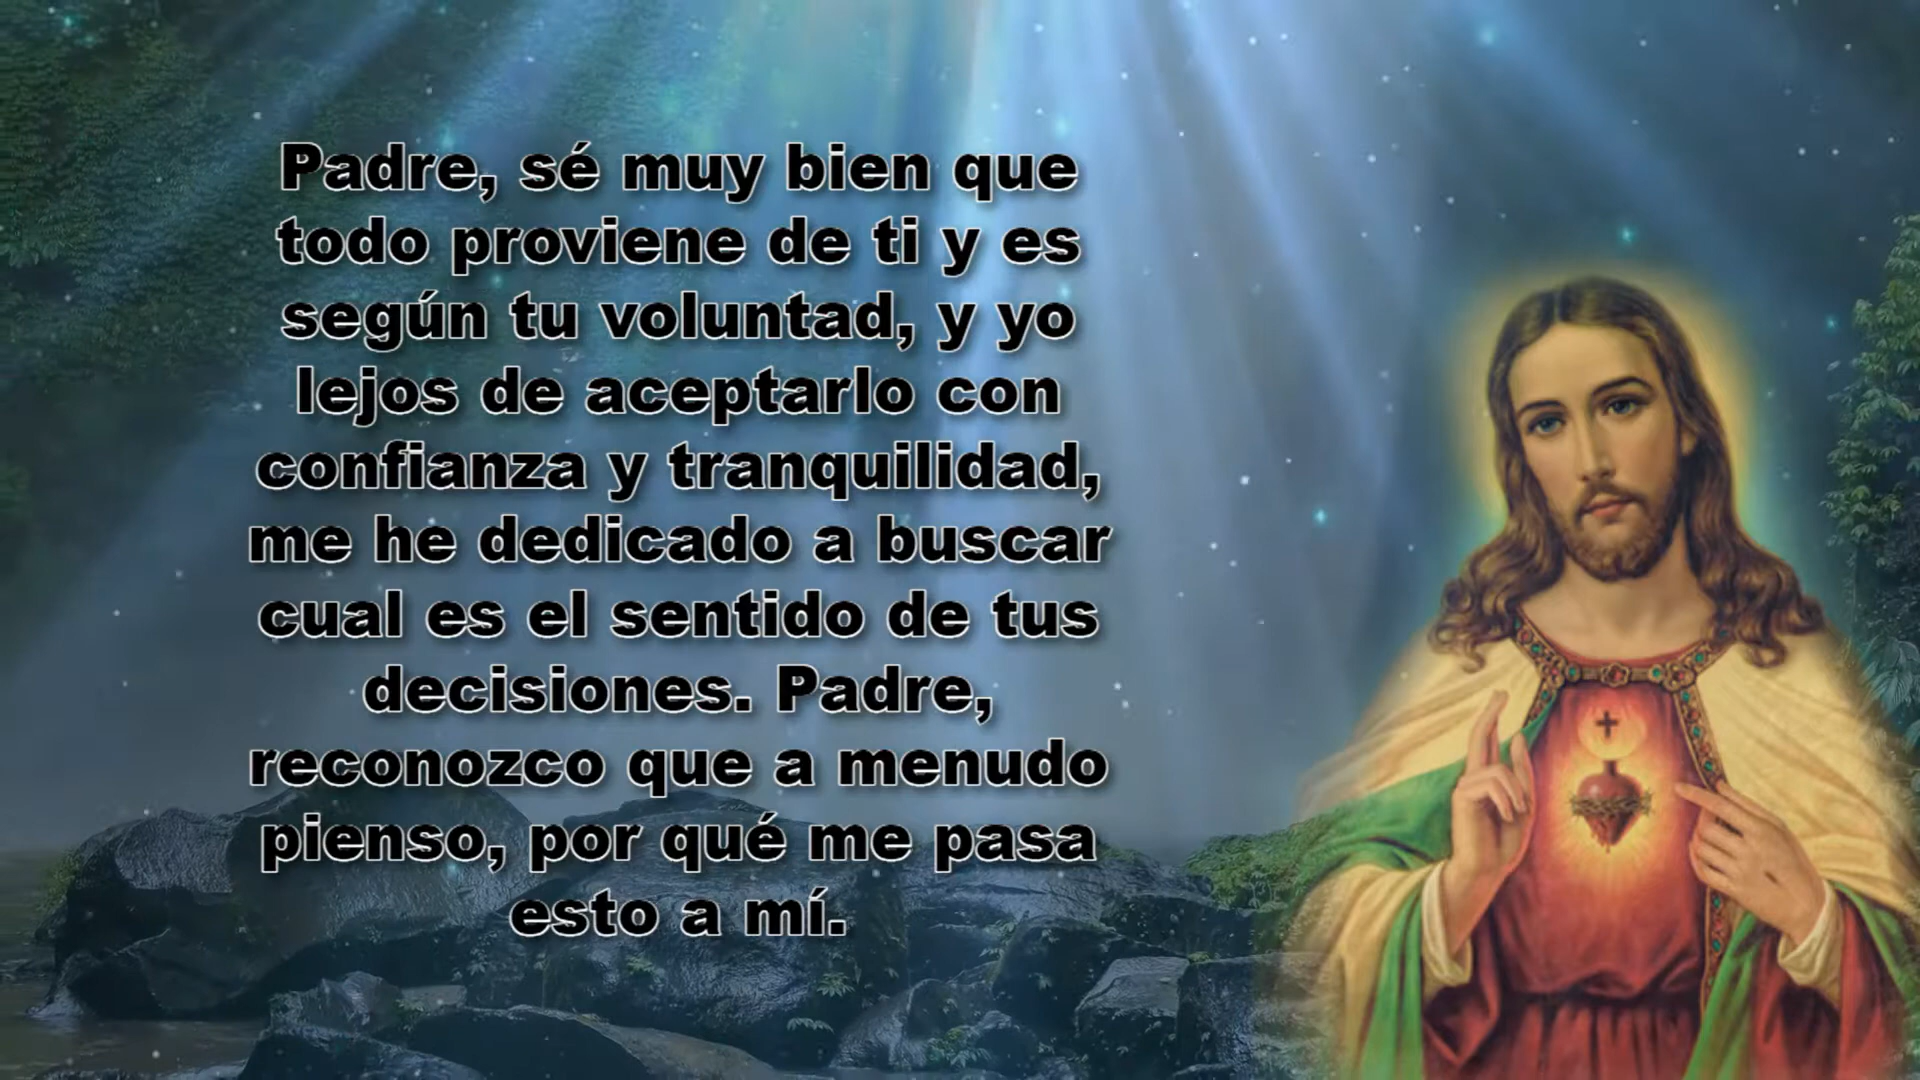 Padre, sé muy bien que
todo proviene de ti y es
según tu voluntad, y yo
lejos de aceptarlo con
confianza y tranquilidad,
me he dedicado a buscar
cual es el sentido de tus
decisiones. Padre,
reconozco que a menudo
pienso, por qué me pasa
esto a mí.